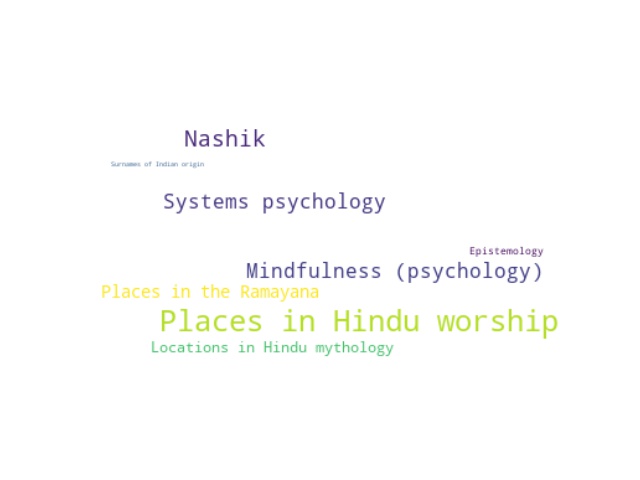 Nashik
Surnames of Indian origin
Systems psychology
Epistemology
Mindfulness (psychology)
Places in the Ramayana
Places in Hindu worship
Locations in Hindu mythology